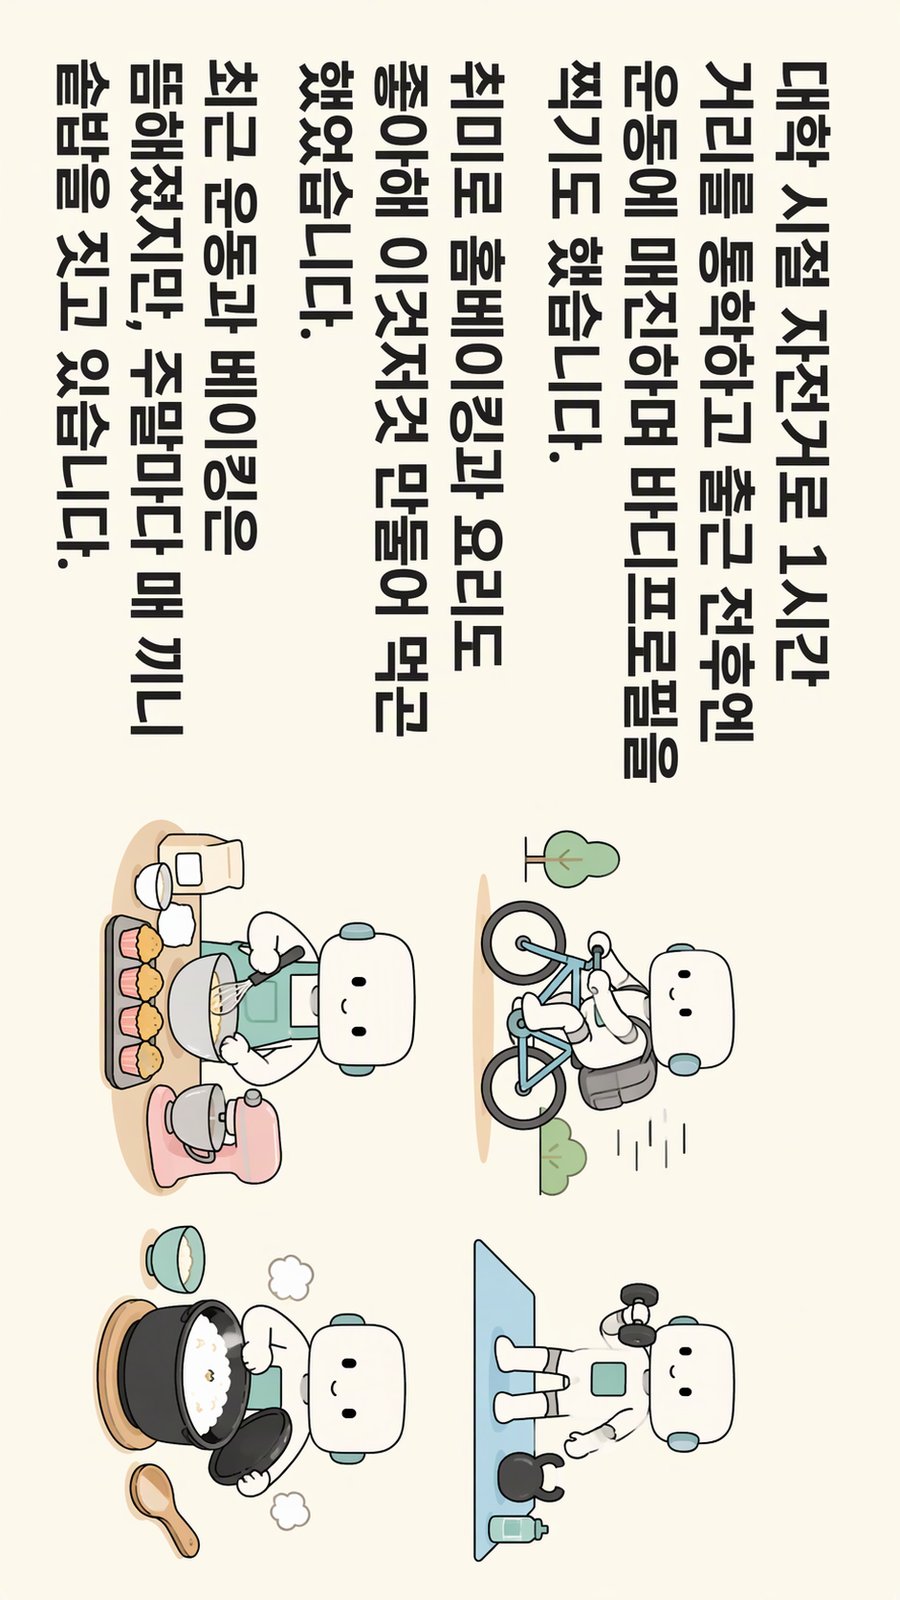 대학 시절 자전거로 1시간
거리를 통학하고 출근 전후엔
운동에 매진하며 바디프로필을
찍기도 했습니다.
취미로 홈베이킹과 요리도
좋아해 이것저것 만들어 먹곤
했었습니다.
최근 운동과 베이킹은
뜸해졌지만, 주말마다 매 끼니
솥밥을 짓고 있습니다.